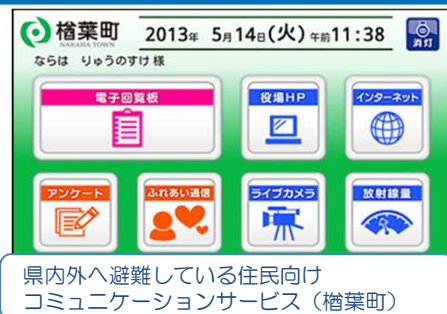 楢葉町
NARAHA TOWN
2013年 5月14日(火) 午前11:38
消灯
ならは りゅうのすけ 様
電子回覧板
役場HP
インターネット
アンケート
ふれあい通信
ライブカメラ
放射線量
県内外へ避難している住民向け
コミュニケーションサービス（楢葉町）